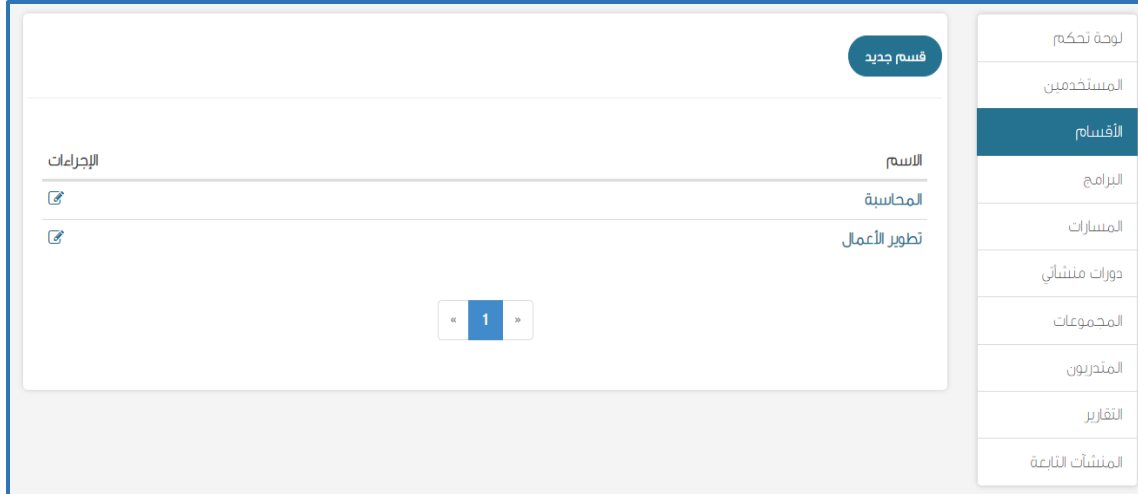 لوحة تحكم
المستخدمين
الأقسام
البرامج
المسارات
دورات منشأتي
المجموعات
المتدربون
التقارير
المنشآت التابعة
قسم جديد
الاسم الإجراءات
المحاسبة
تطوير الأعمال
« 1 »